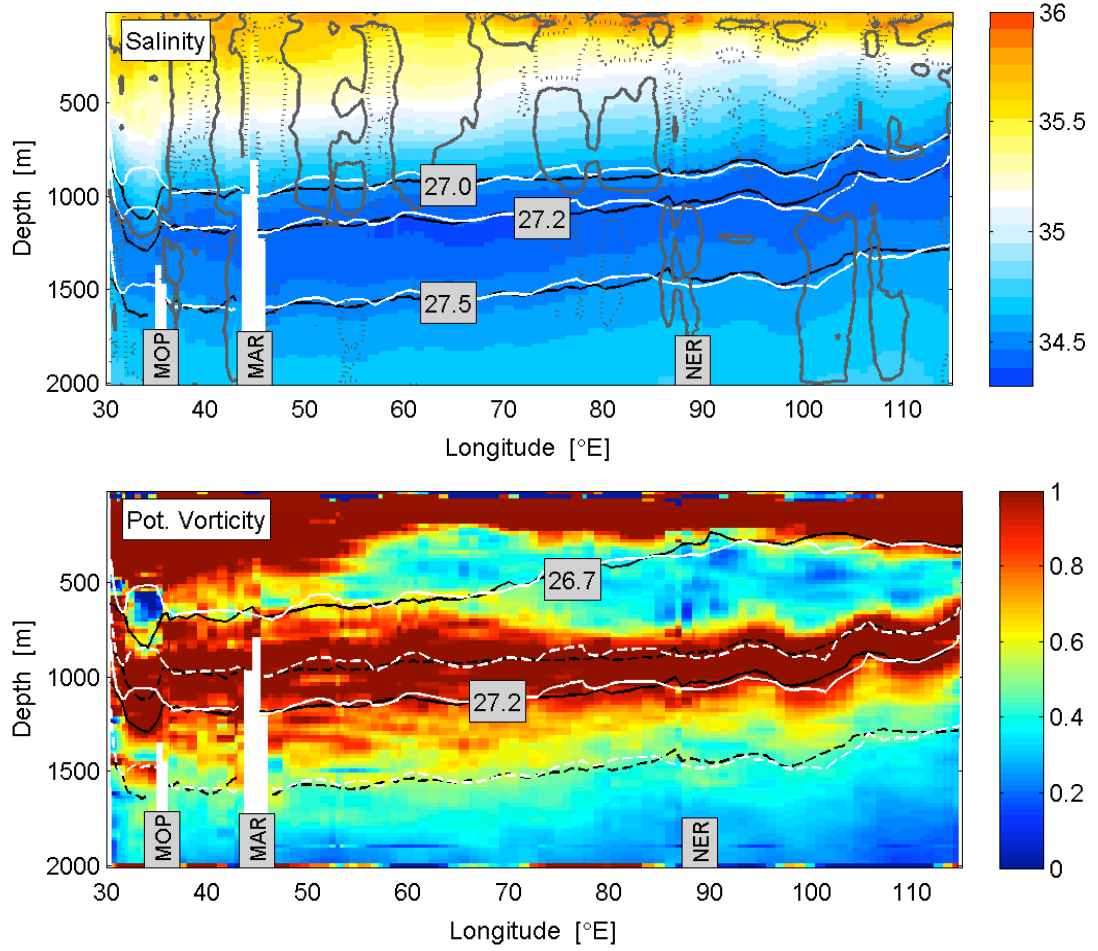 Salinity
Depth [m]
500
1000
1500
2000
27.0
27.2
27.5
MOP
MAR
NER
30 40 50 60 70 80 90 100 110
Longitude [°E]
36
35.5
35
34.5
Pot. Vorticity
Depth [m]
500
1000
1500
2000
26.7
27.2
MOP
MAR
NER
30 40 50 60 70 80 90 100 110
Longitude [°E]
1
0.8
0.6
0.4
0.2
0